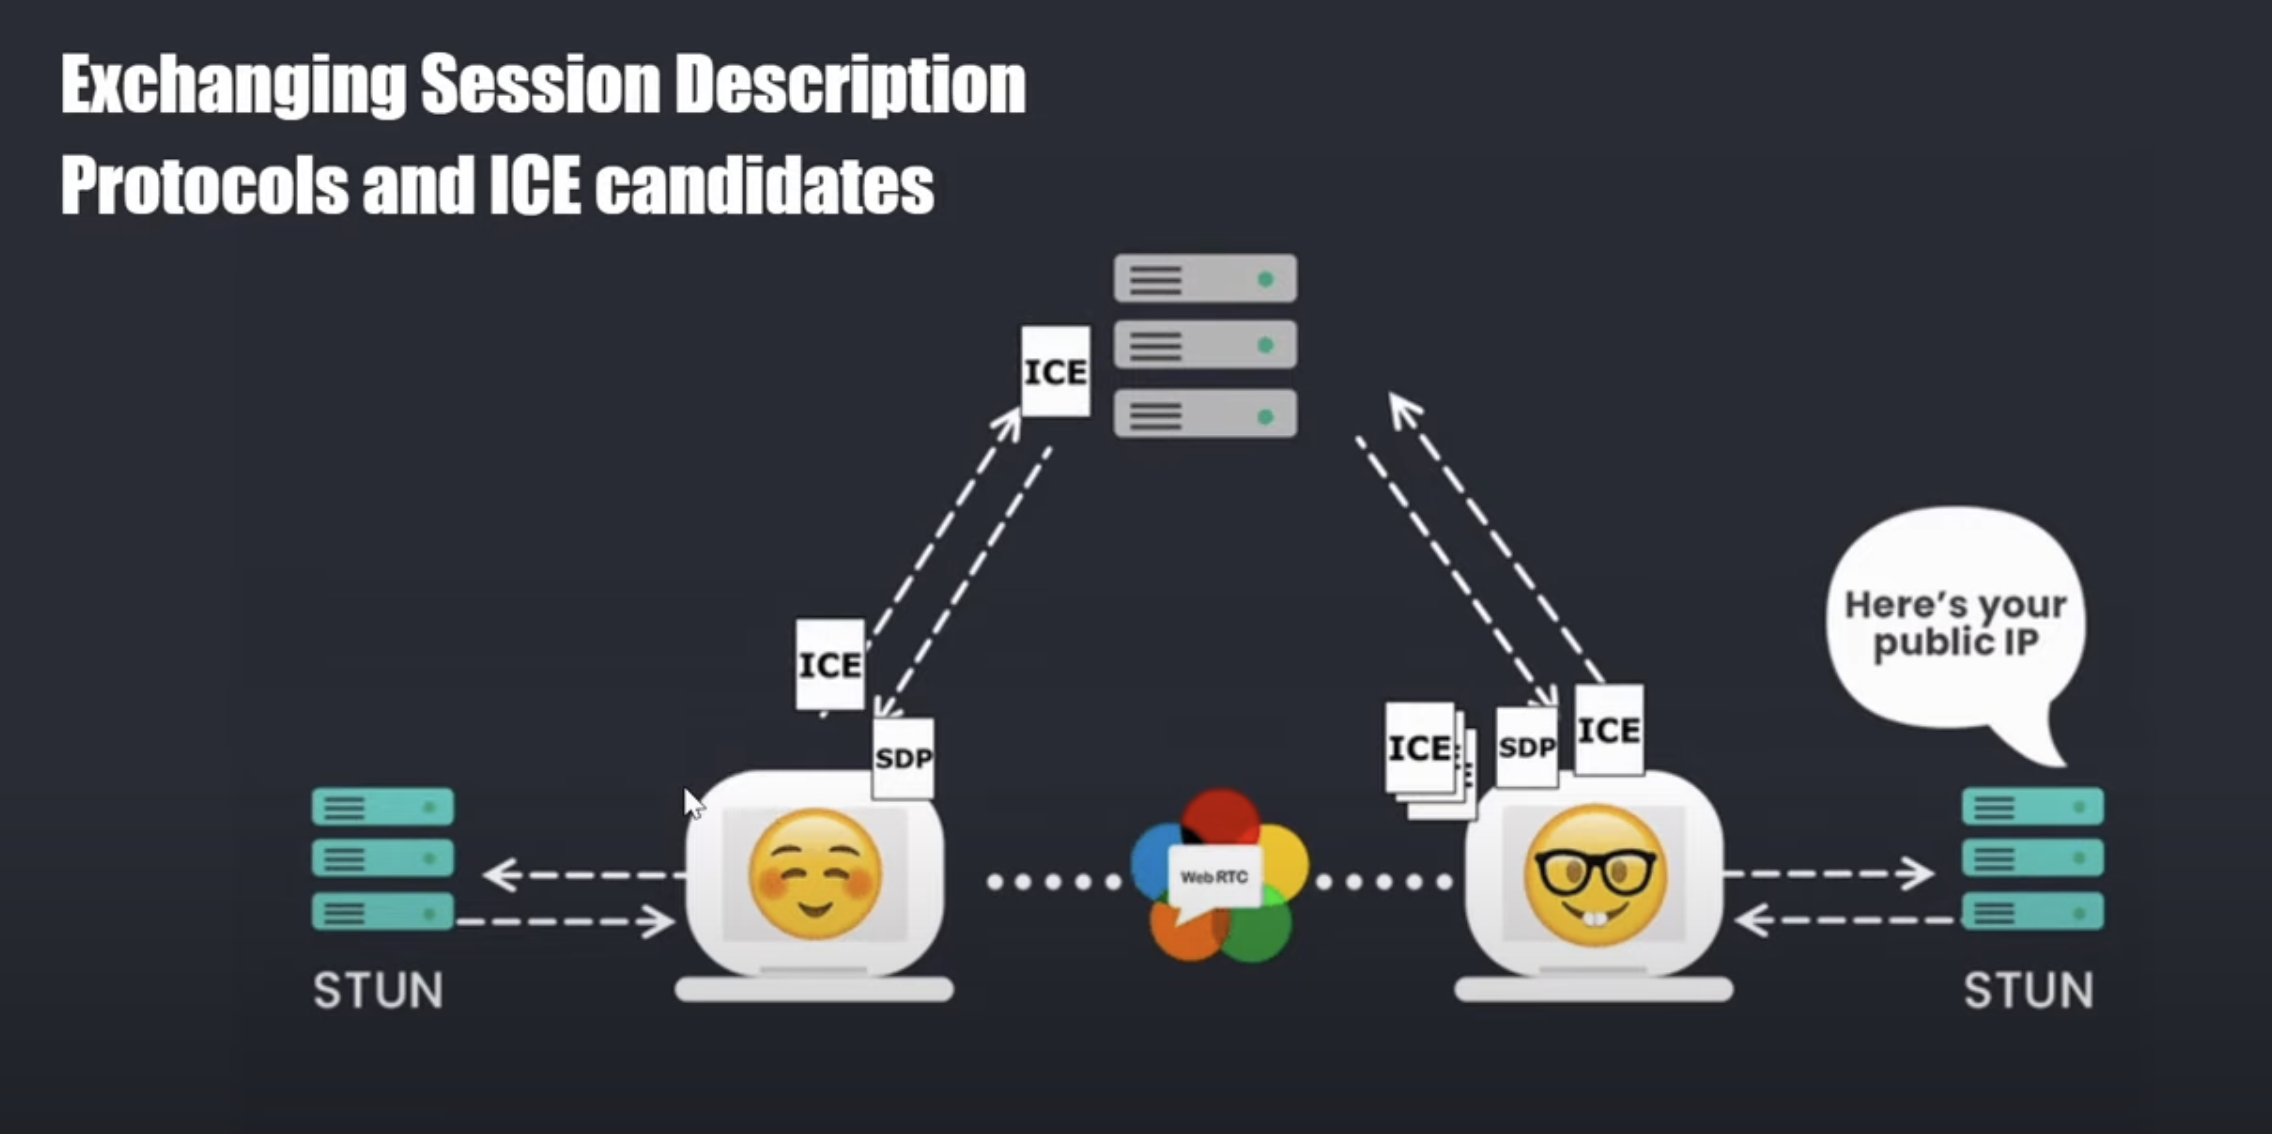 Exchanging Session Description
Protocols and ICE candidates
ICE
ICE
SDP
ICE
SDP
ICE
Here's your
public IP
Web RTC
STUN
STUN